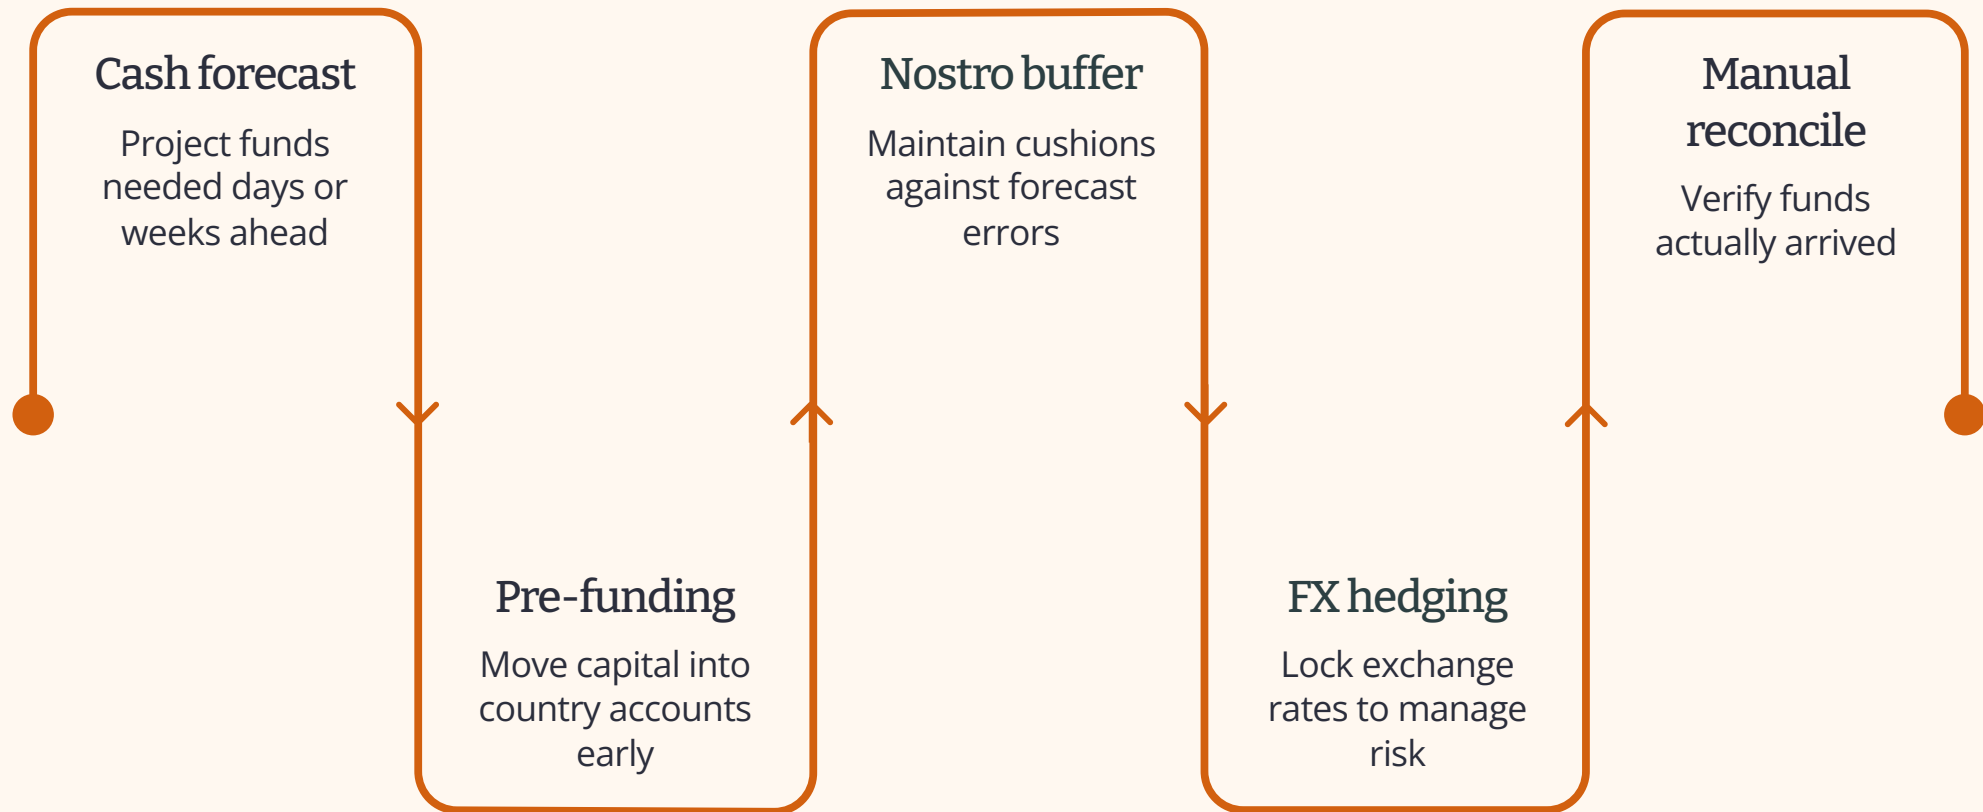 Cash forecast
Project funds
needed days or
weeks ahead
Pre-funding
Move capital into
country accounts
early
Nostro buffer
Maintain cushions
against forecast
errors
FX hedging
Lock exchange
rates to manage
risk
Manual
reconcile
Verify funds
actually arrived